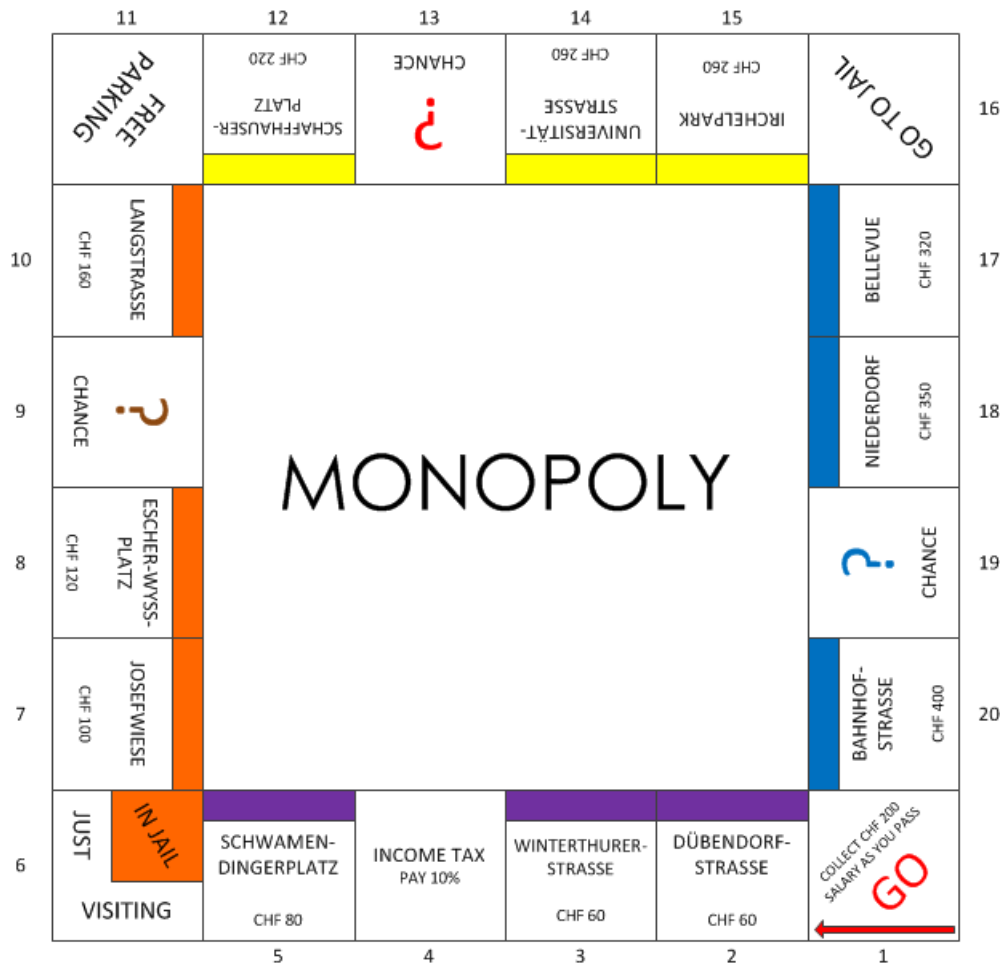 11
12
13
14
15
FREE
PARKING
CHF 220
SCHAFFHAUSER-
PLATZ
CHANCE
?
CHF 260
UNIVERSITÄT-
STRASSE
CHF 260
IRCHELPARK
GO TO JAIL
16
10
LANGSTRASSE
CHF 160
BELLEVUE
CHF 320
17
9
CHANCE
?
NIEDERDORF
CHF 350
18
MONOPOLY
8
ESCHER-WYSS-
PLATZ
CHF 120
?
CHANCE
19
7
JOSEFWIESE
CHF 100
BAHNHOF-
STRASSE
CHF 400
20
6
JUST
VISITING
IN JAIL
SCHWAMEN-
DINGERPLATZ
CHF 80
INCOME TAX
PAY 10%
WINTERTHURER-
STRASSE
CHF 60
DÜBENDORF-
STRASSE
CHF 60
COLLECT CHF 200
SALARY AS YOU PASS
GO
5
4
3
2
1